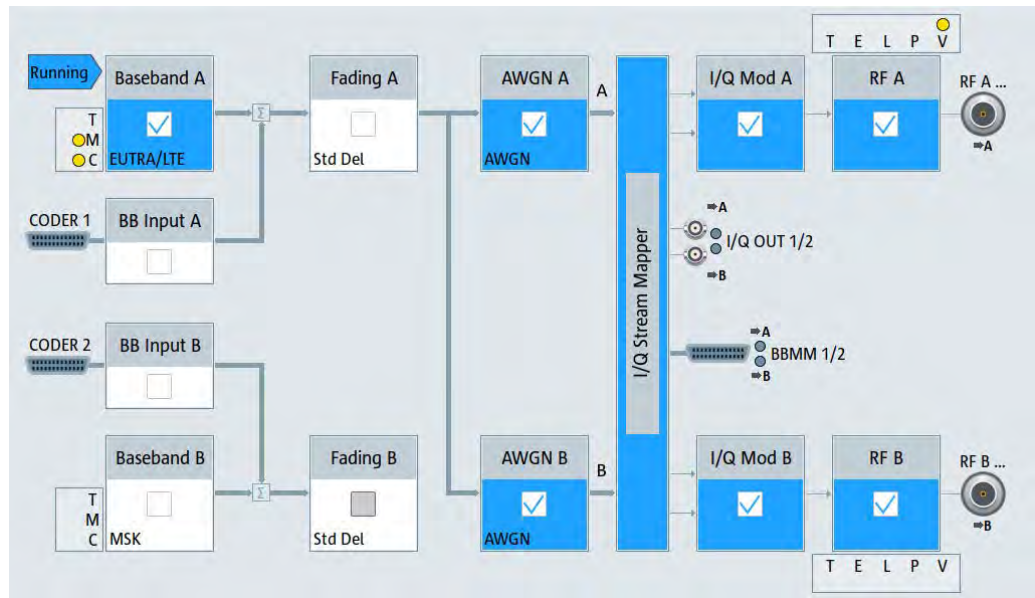 T E L P V
Running
Baseband A
Fading A
AWGN A
A
I/Q Mod A
RF A
RF A ...
T
M
C
EUTRA/LTE
Std Del
AWGN
➡A
CODER 1
BB Input A
➡A
I/Q OUT 1/2
➡B
I/Q Stream Mapper
CODER 2
BB Input B
➡A
BBMM 1/2
➡B
Baseband B
Fading B
AWGN B
B
I/Q Mod B
RF B
RF B ...
T
M
C
MSK
Std Del
AWGN
➡B
T E L P V
Σ
Σ